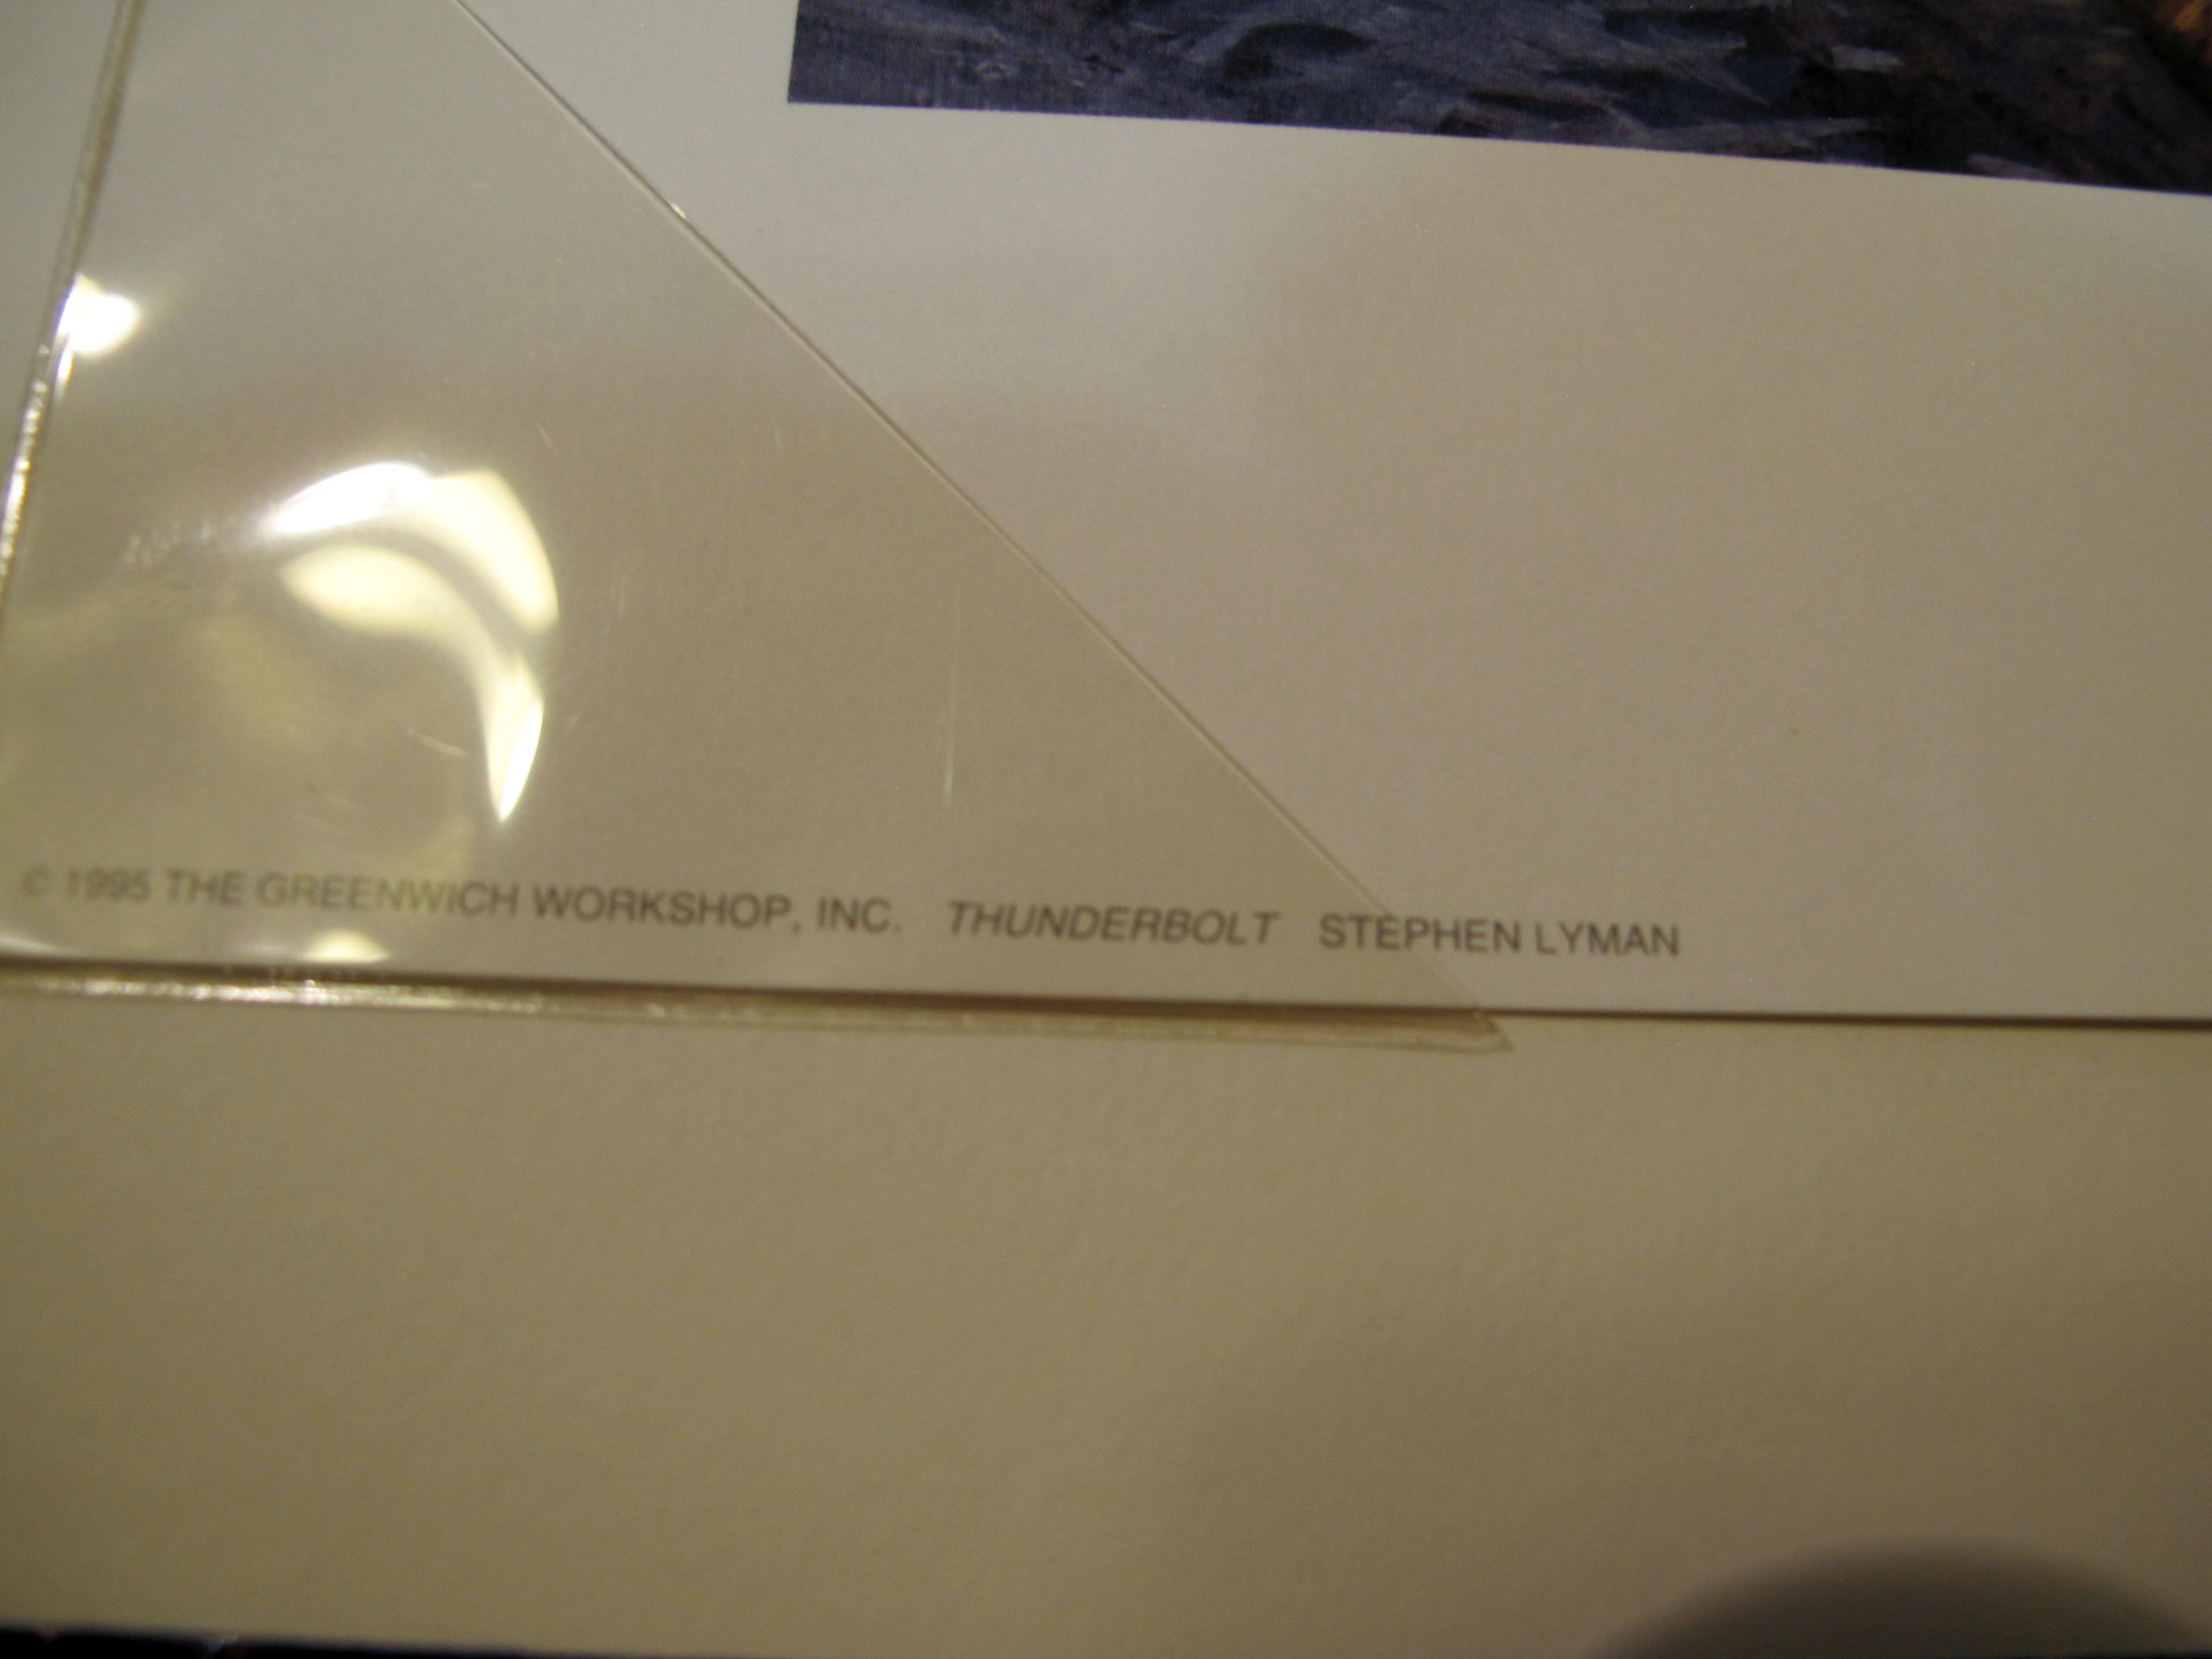 © 1995 THE GREENWICH WORKSHOP, INC. THUNDERBOLT STEPHEN LYMAN